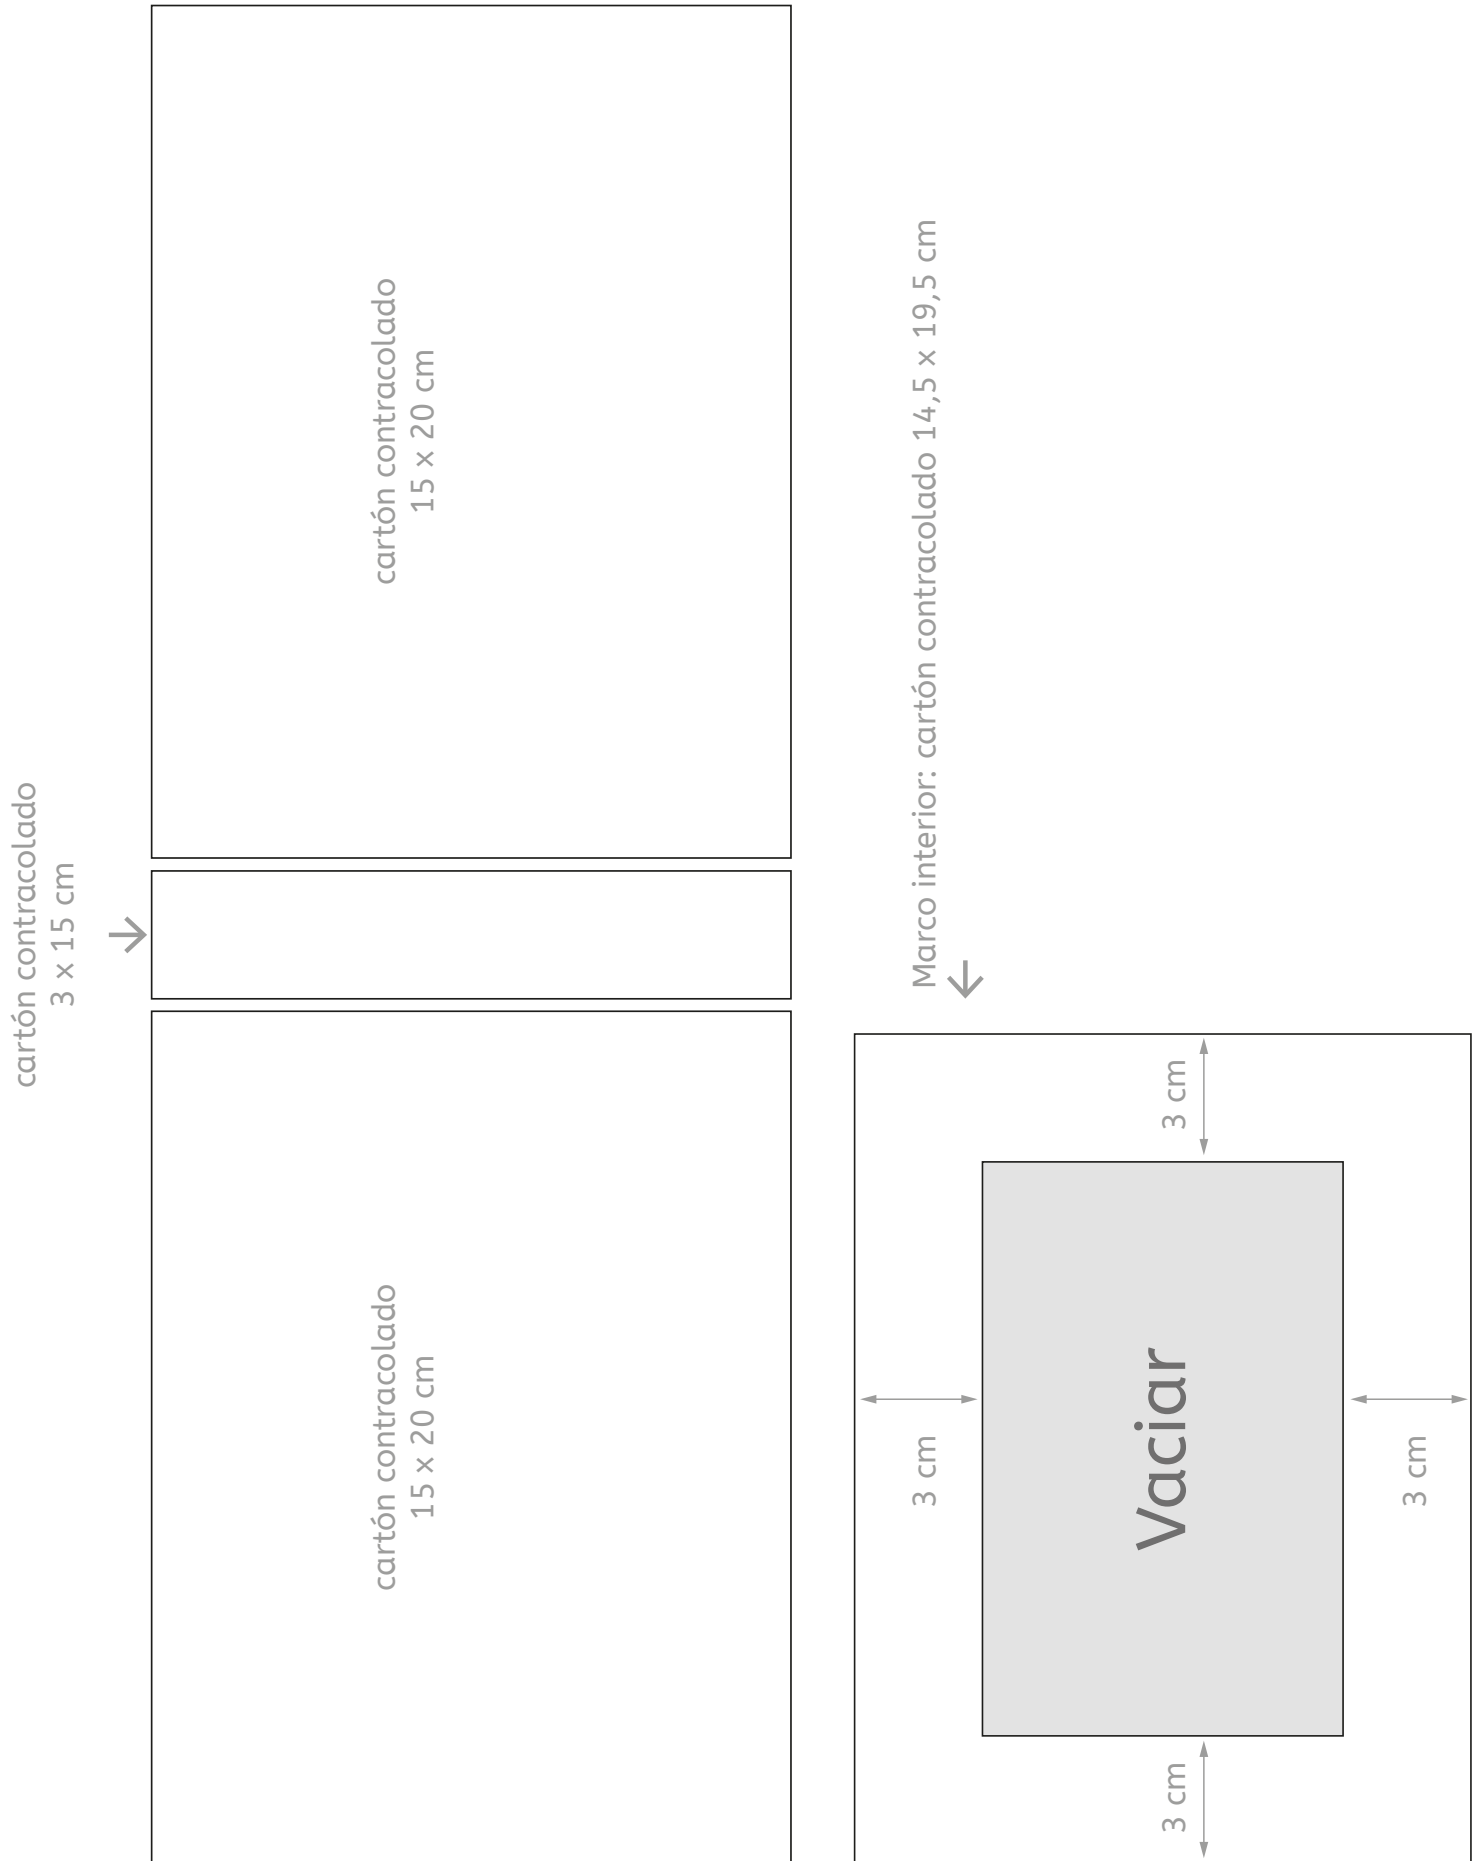 cartón contracolado
3 x 15 cm
cartón contracolado
15 x 20 cm
cartón contracolado
15 x 20 cm
Marco interior: cartón contracolado 14,5 x 19,5 cm
3 cm
3 cm
Vaciar
3 cm
3 cm